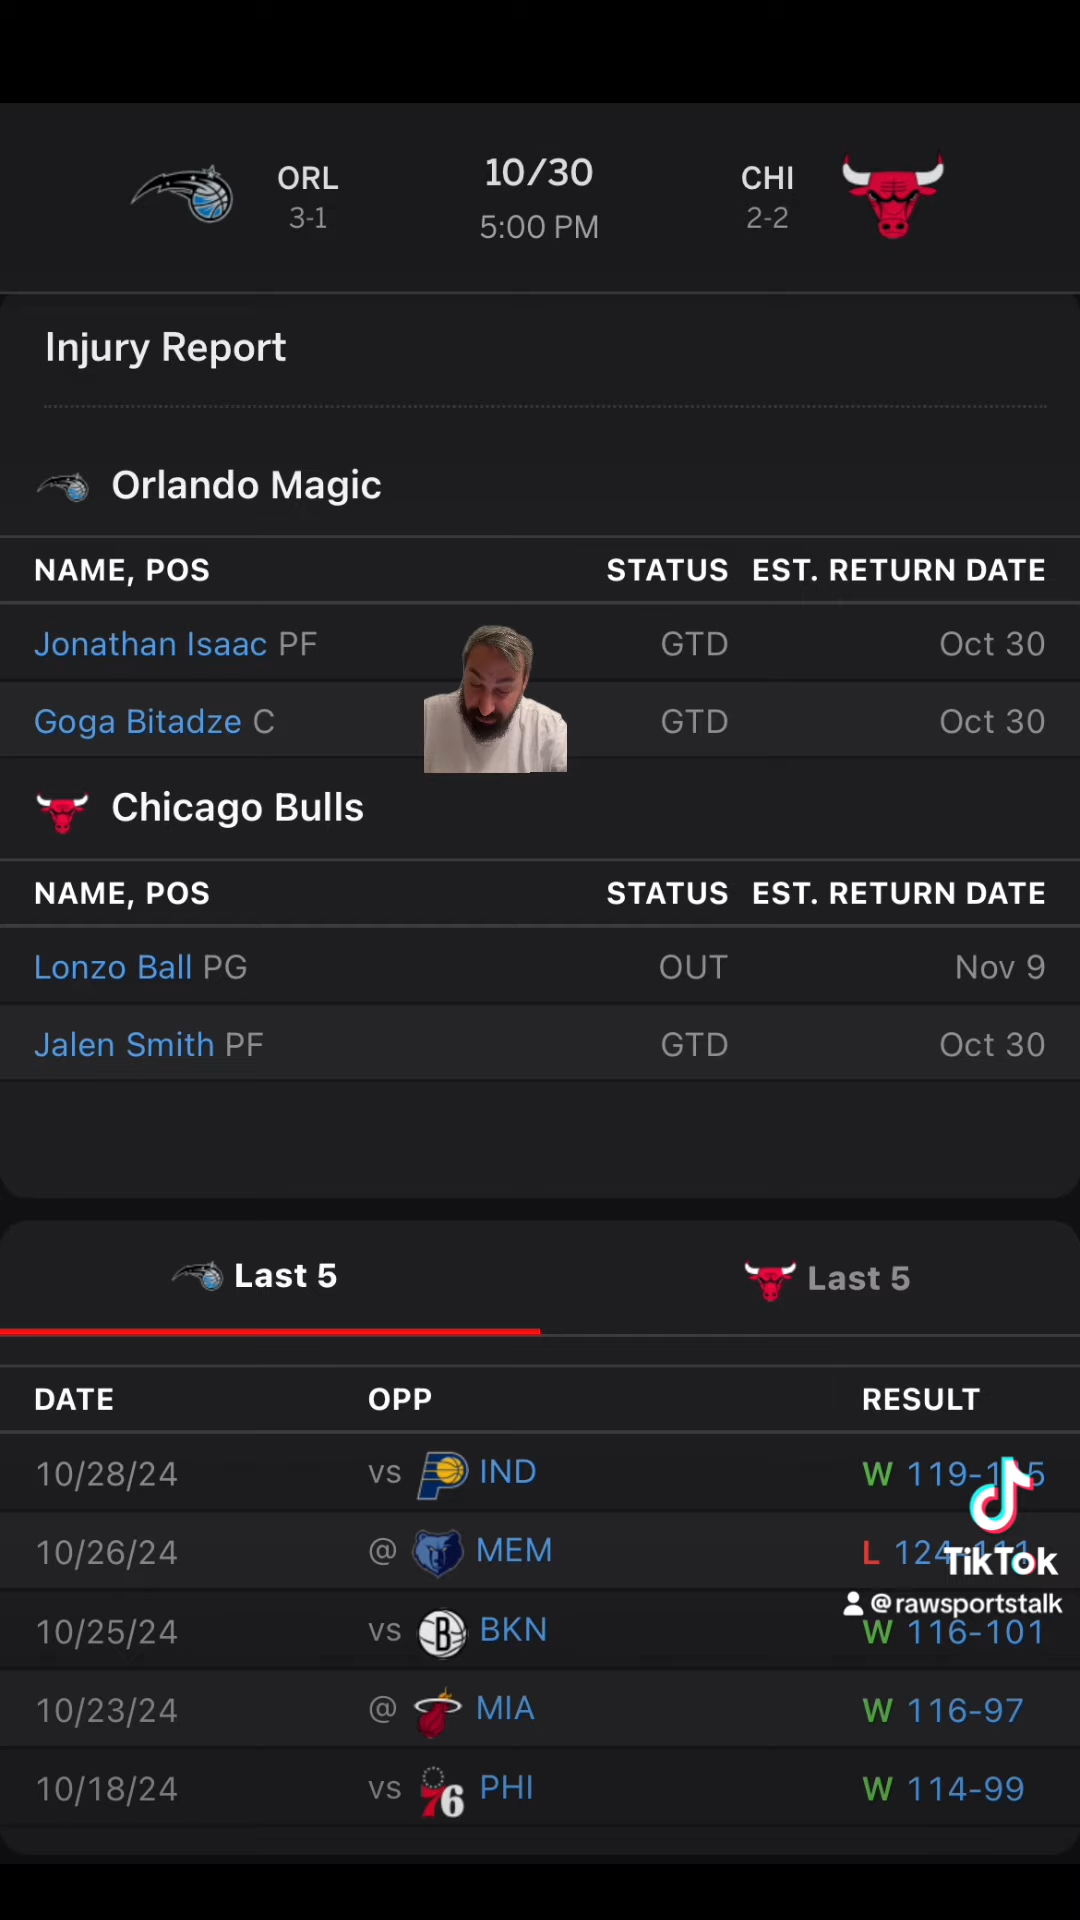 ORL 10/30 CHI
3-1 5:00 PM 2-2
Injury Report
Orlando Magic
NAME, POS STATUS EST. RETURN DATE
Jonathan Isaac PF GTD Oct 30
Goga Bitadze C GTD Oct 30
Chicago Bulls
NAME, POS STATUS EST. RETURN DATE
Lonzo Ball PG OUT Nov 9
Jalen Smith PF GTD Oct 30
Last 5 Last 5
DATE OPP RESULT
10/28/24 vs IND W
10/26/24 @ MEM L
TikTok
@rawsportstalk
10/25/24 vs B BKN W 116-101
10/23/24 @ MIA W 116-97
10/18/24 vs 76 PHI W 114-99